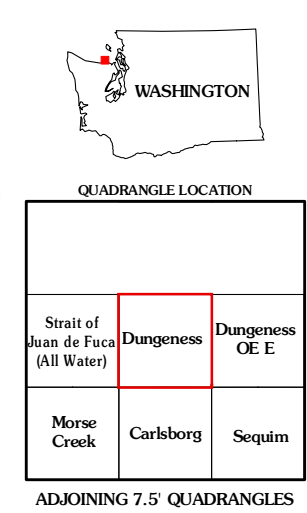 WASHINGTON
QUADRANGLE LOCATION
Strait of
Juan de Fuca
(All Water)
Dungeness
Dungeness
OE E
Morse
Creek
Carlsborg
Sequim
ADJOINING 7.5' QUADRANGLES